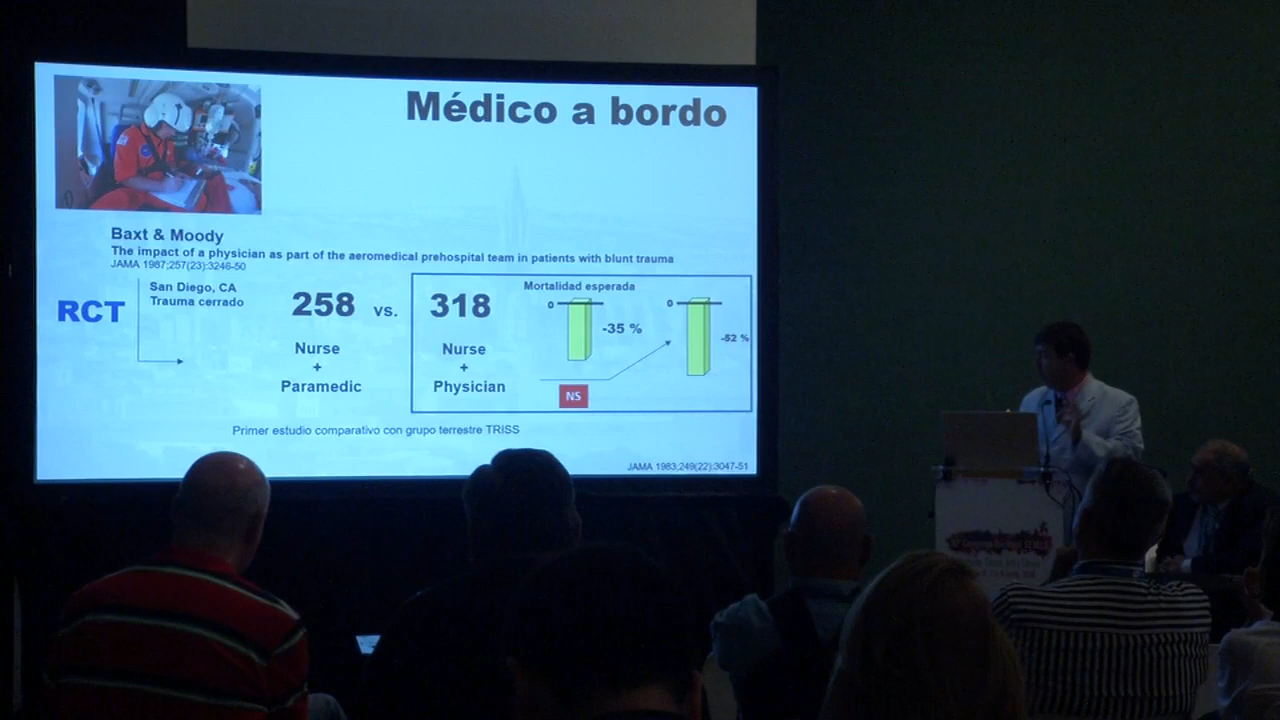 Médico a bordo
Baxt & Moody
The impact of a physician as part of the aeromedical prehospital team in patients with blunt trauma
JAMA 1987;257(23):3246-50
RCT
San Diego, CA
Trauma cerrado
258 vs. 318
Nurse
+
Paramedic
Nurse
+
Physician
Mortalidad esperada
0
-35 %
0
-52 %
NS
Primer estudio comparativo con grupo terrestre TRISS
JAMA 1983;249(22):3047-51